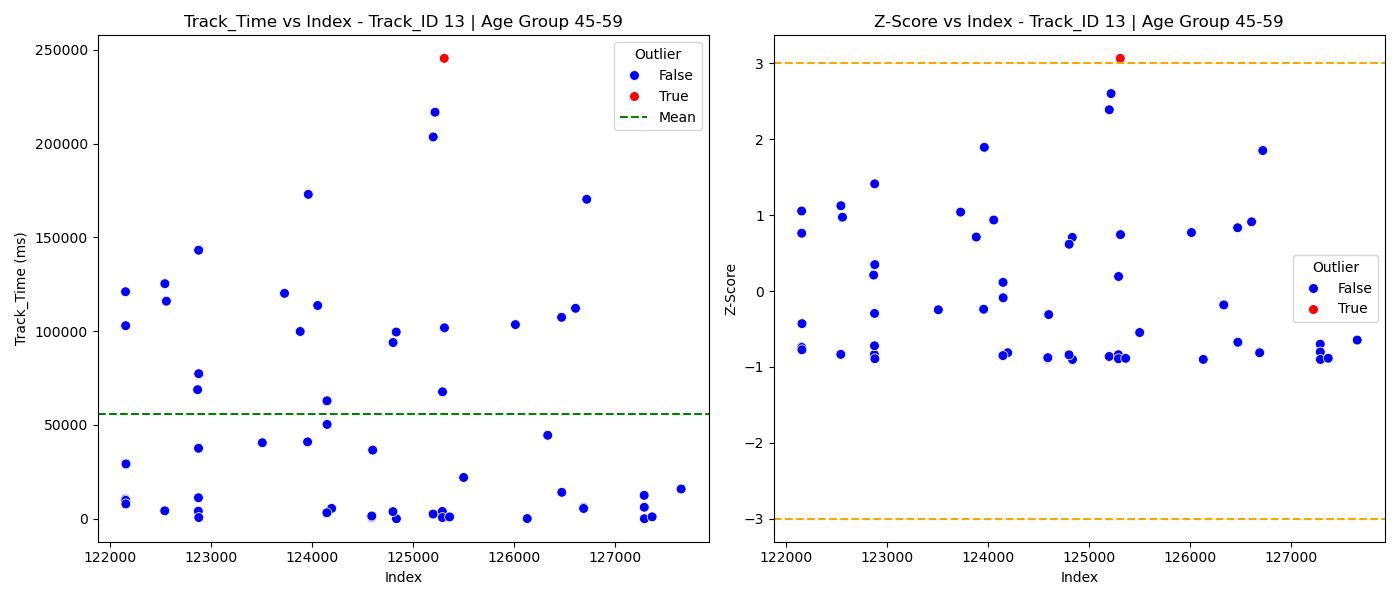 Track_Time vs Index - Track_ID 13 | Age Group 45-59
250000
200000
150000
100000
50000
0
Track_Time (ms)
122000 123000 124000 125000 126000 127000
Index
Outlier
False
True
Mean
Z-Score vs Index - Track_ID 13 | Age Group 45-59
3
2
1
0
−1
−2
−3
Z-Score
122000 123000 124000 125000 126000 127000
Index
Outlier
False
True